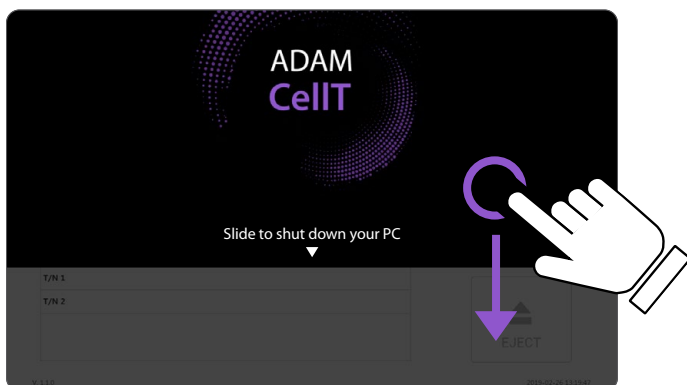 ADAM
CellT
Slide to shut down your PC
T/N 1
T/N 2
EJECT